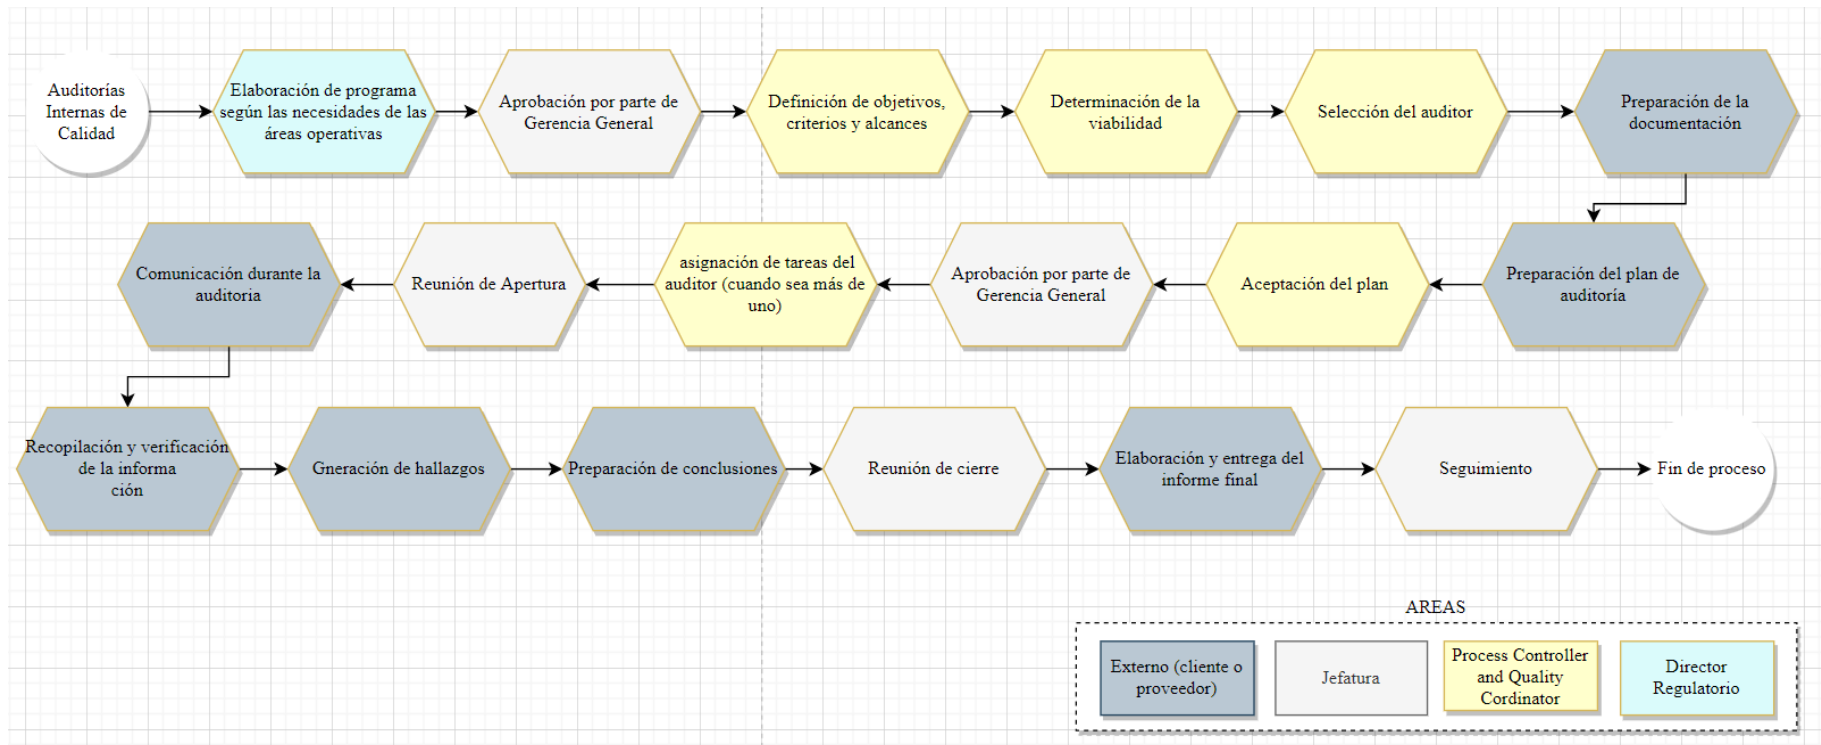 Auditorías
Internas de
Calidad
Elaboración de programa
según las necesidades de las
áreas operativas
Aprobación por parte de
Gerencia General
Definición de objetivos,
criterios y alcances
Determinación de la
viabilidad
Selección del auditor
Preparación de la
documentación
Comunicación durante la
auditoria
Reunión de Apertura
asignación de tareas del
auditor (cuando sea más de
uno)
Aprobación por parte de
Gerencia General
Aceptación del plan
Preparación del plan de
auditoría
Recopilación y verificación
de la informa
ción
Gneración de hallazgos
Preparación de conclusiones
Reunión de cierre
Elaboración y entrega del
informe final
Seguimiento
Fin de proceso
AREAS
Externo (cliente o
proveedor)
Jefatura
Process Controller
and Quality
Cordinator
Director
Regulatorio